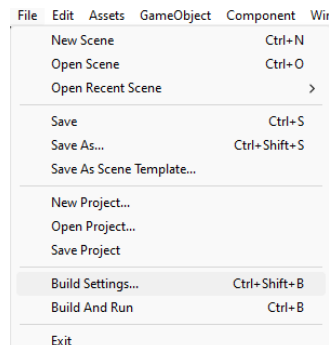 File Edit Assets GameObject Component
New Scene Ctrl+N
Open Scene Ctrl+O
Open Recent Scene >
Save Ctrl+S
Save As... Ctrl+Shift+S
Save As Scene Template...
New Project...
Open Project...
Save Project
Build Settings... Ctrl+Shift+B
Build And Run Ctrl+B
Exit